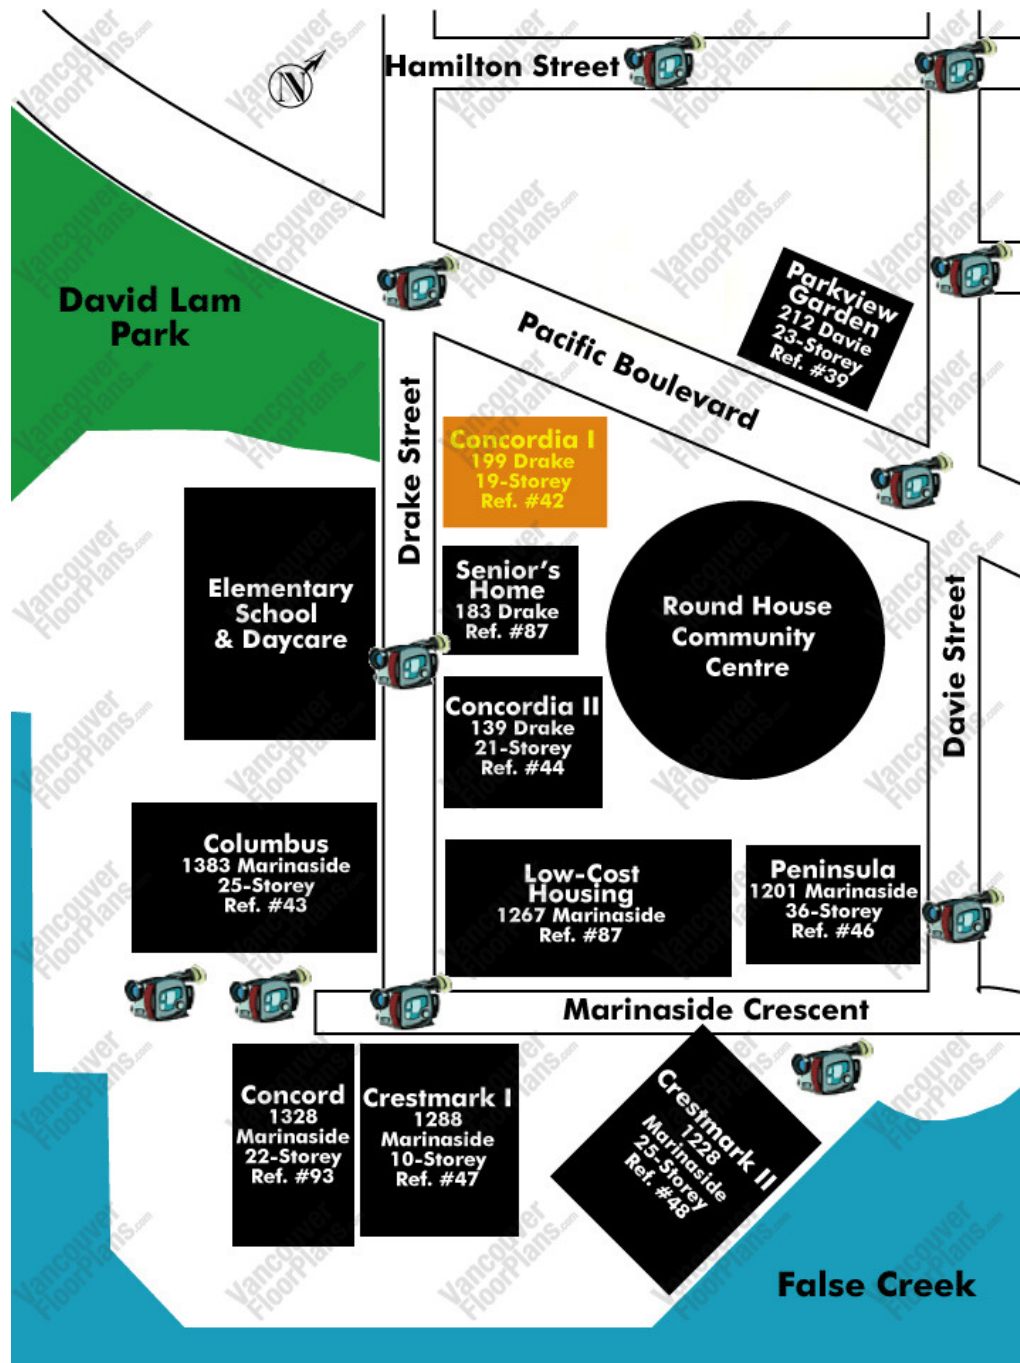 Hamilton Street
N
Parkview
Garden
212 Davie
23-Storey
Ref. #39
David Lam
Park
Pacific Boulevard
Drake Street
Concordia I
199 Drake
19-Storey
Ref. #42
Senior's
Home
183 Drake
Ref. #87
Elementary
School
& Daycare
Round House
Community
Centre
Davie Street
Concordia II
139 Drake
21-Storey
Ref. #44
Columbus
1383 Marinaside
25-Storey
Ref. #43
Low-Cost
Housing
1267 Marinaside
Ref. #87
Peninsula
1201 Marinaside
36-Storey
Ref. #46
Marinaside Crescent
Concord
1328
Marinaside
22-Storey
Ref. #93
Crestmark I
1288
Marinaside
10-Storey
Ref. #47
Crestmark II
1228
Marinaside
25-Storey
Ref. #48
False Creek
Vancouver
FloorPlans.com